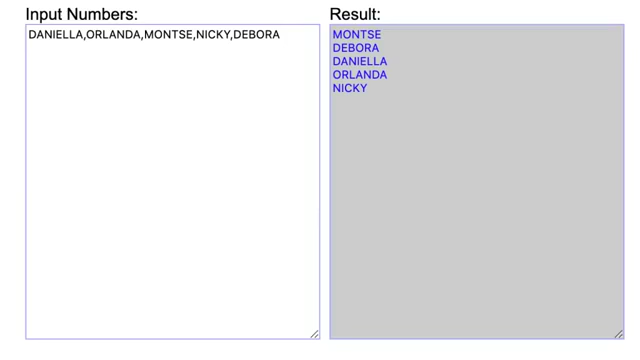 Input Numbers:
DANIELLA,ORLANDA,MONTSE,NICKY,DEBORA
Result:
MONTSE
DEBORA
DANIELLA
ORLANDA
NICKY